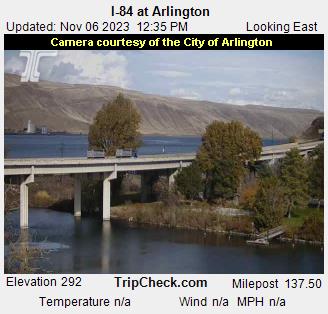 I-84 at Arlington
Updated: Nov 06 2023 12:35 PM Looking East
Camera courtesy of the City of Arlington
Elevation 292 TripCheck.com Milepost 137.50
Temperature n/a Wind n/a MPH n/a